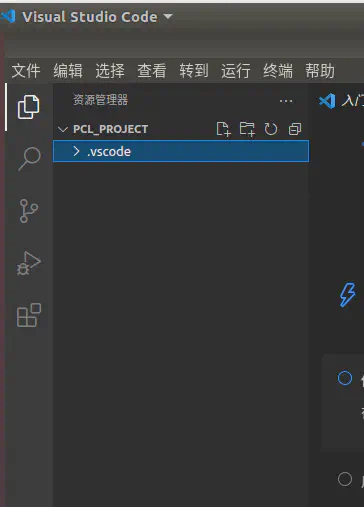 Visual Studio Code
文件 编辑 选择 查看 转到 运行 终端 帮助
资源管理器
入门
PCL_PROJECT
.vscode